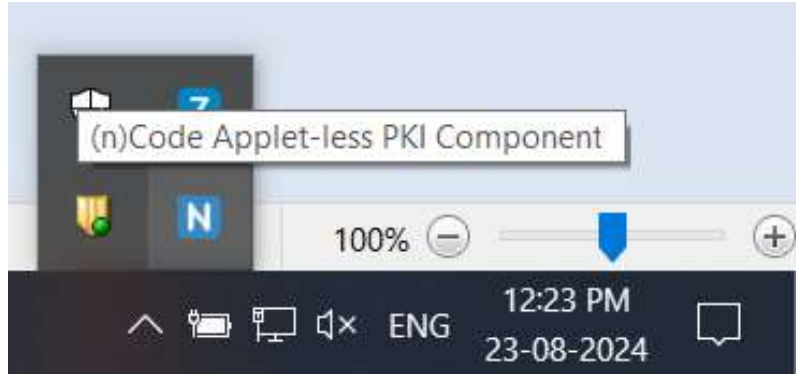 Z
(n)Code Applet-less PKI Component
N
100%
12:23 PM
ENG
23-08-2024